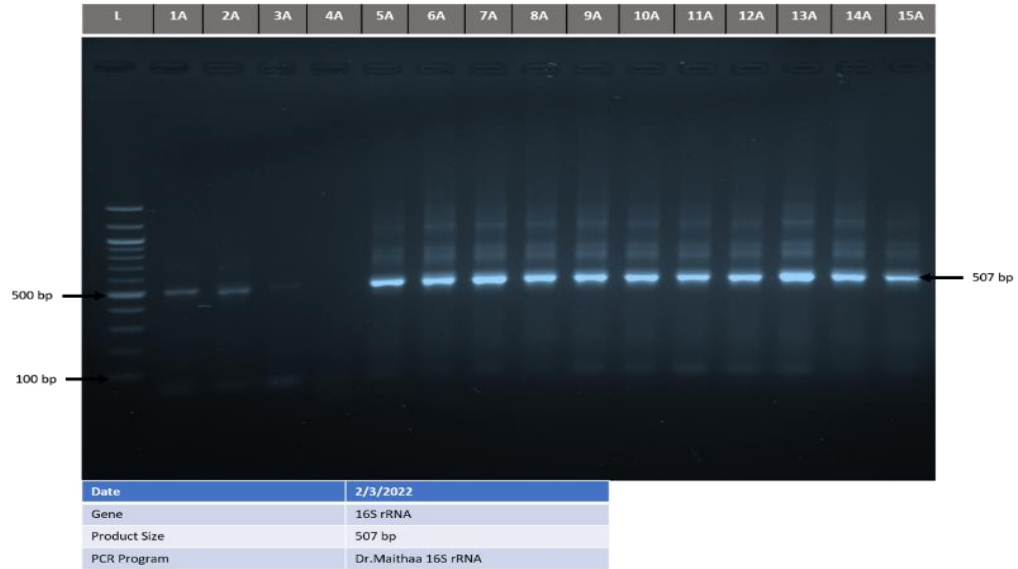 L 1A 2A 3A 4A 5A 6A 7A 8A 9A 10A 11A 12A 13A 14A 15A
500 bp
507 bp
100 bp
Date 2/3/2022
Gene 16S rRNA
Product Size 507 bp
PCR Program Dr.Maithaa 16S rRNA